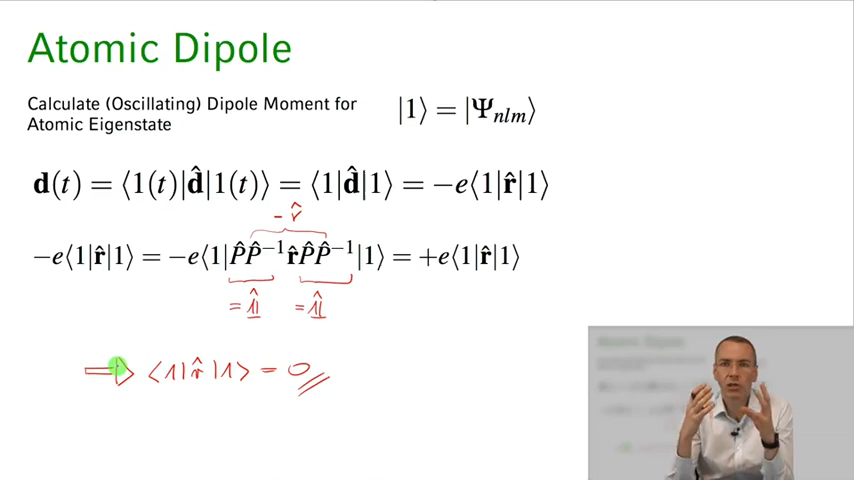 Atomic Dipole
Calculate (Oscillating) Dipole Moment for
Atomic Eigenstate
|1⟩ = |Ψₙₗₘ⟩
𝐝(t) = ⟨1(t)|𝐝̂|1(t)⟩ = ⟨1|𝐝̂|1⟩ = −e⟨1|𝐫̂|1⟩
− r̂
−e⟨1|𝐫̂|1⟩ = −e⟨1|P̂P̂⁻¹𝐫̂P̂P̂⁻¹|1⟩ = +e⟨1|𝐫̂|1⟩
= 𝟙̂ = 𝟙̂
⟹ ⟨1|r̂|1⟩ = 0